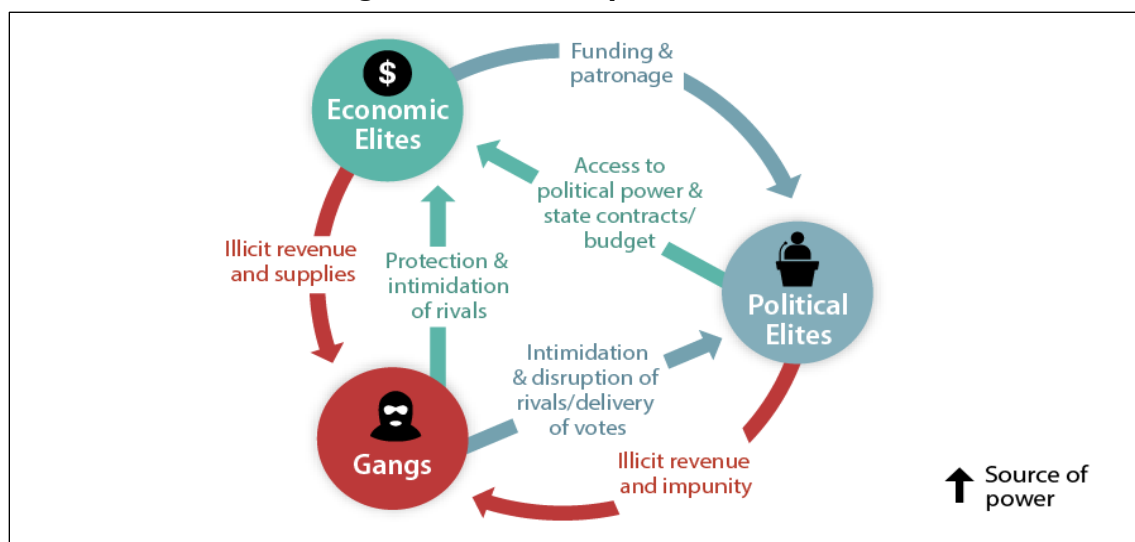 $
Economic
Elites
Funding &
patronage
Access to
political power &
state contracts/
budget
Illicit revenue
and supplies
Protection &
intimidation
of rivals
Political
Elites
Intimidation
& disruption of
rivals/delivery
of votes
Gangs
Illicit revenue
and impunity
Source of
power